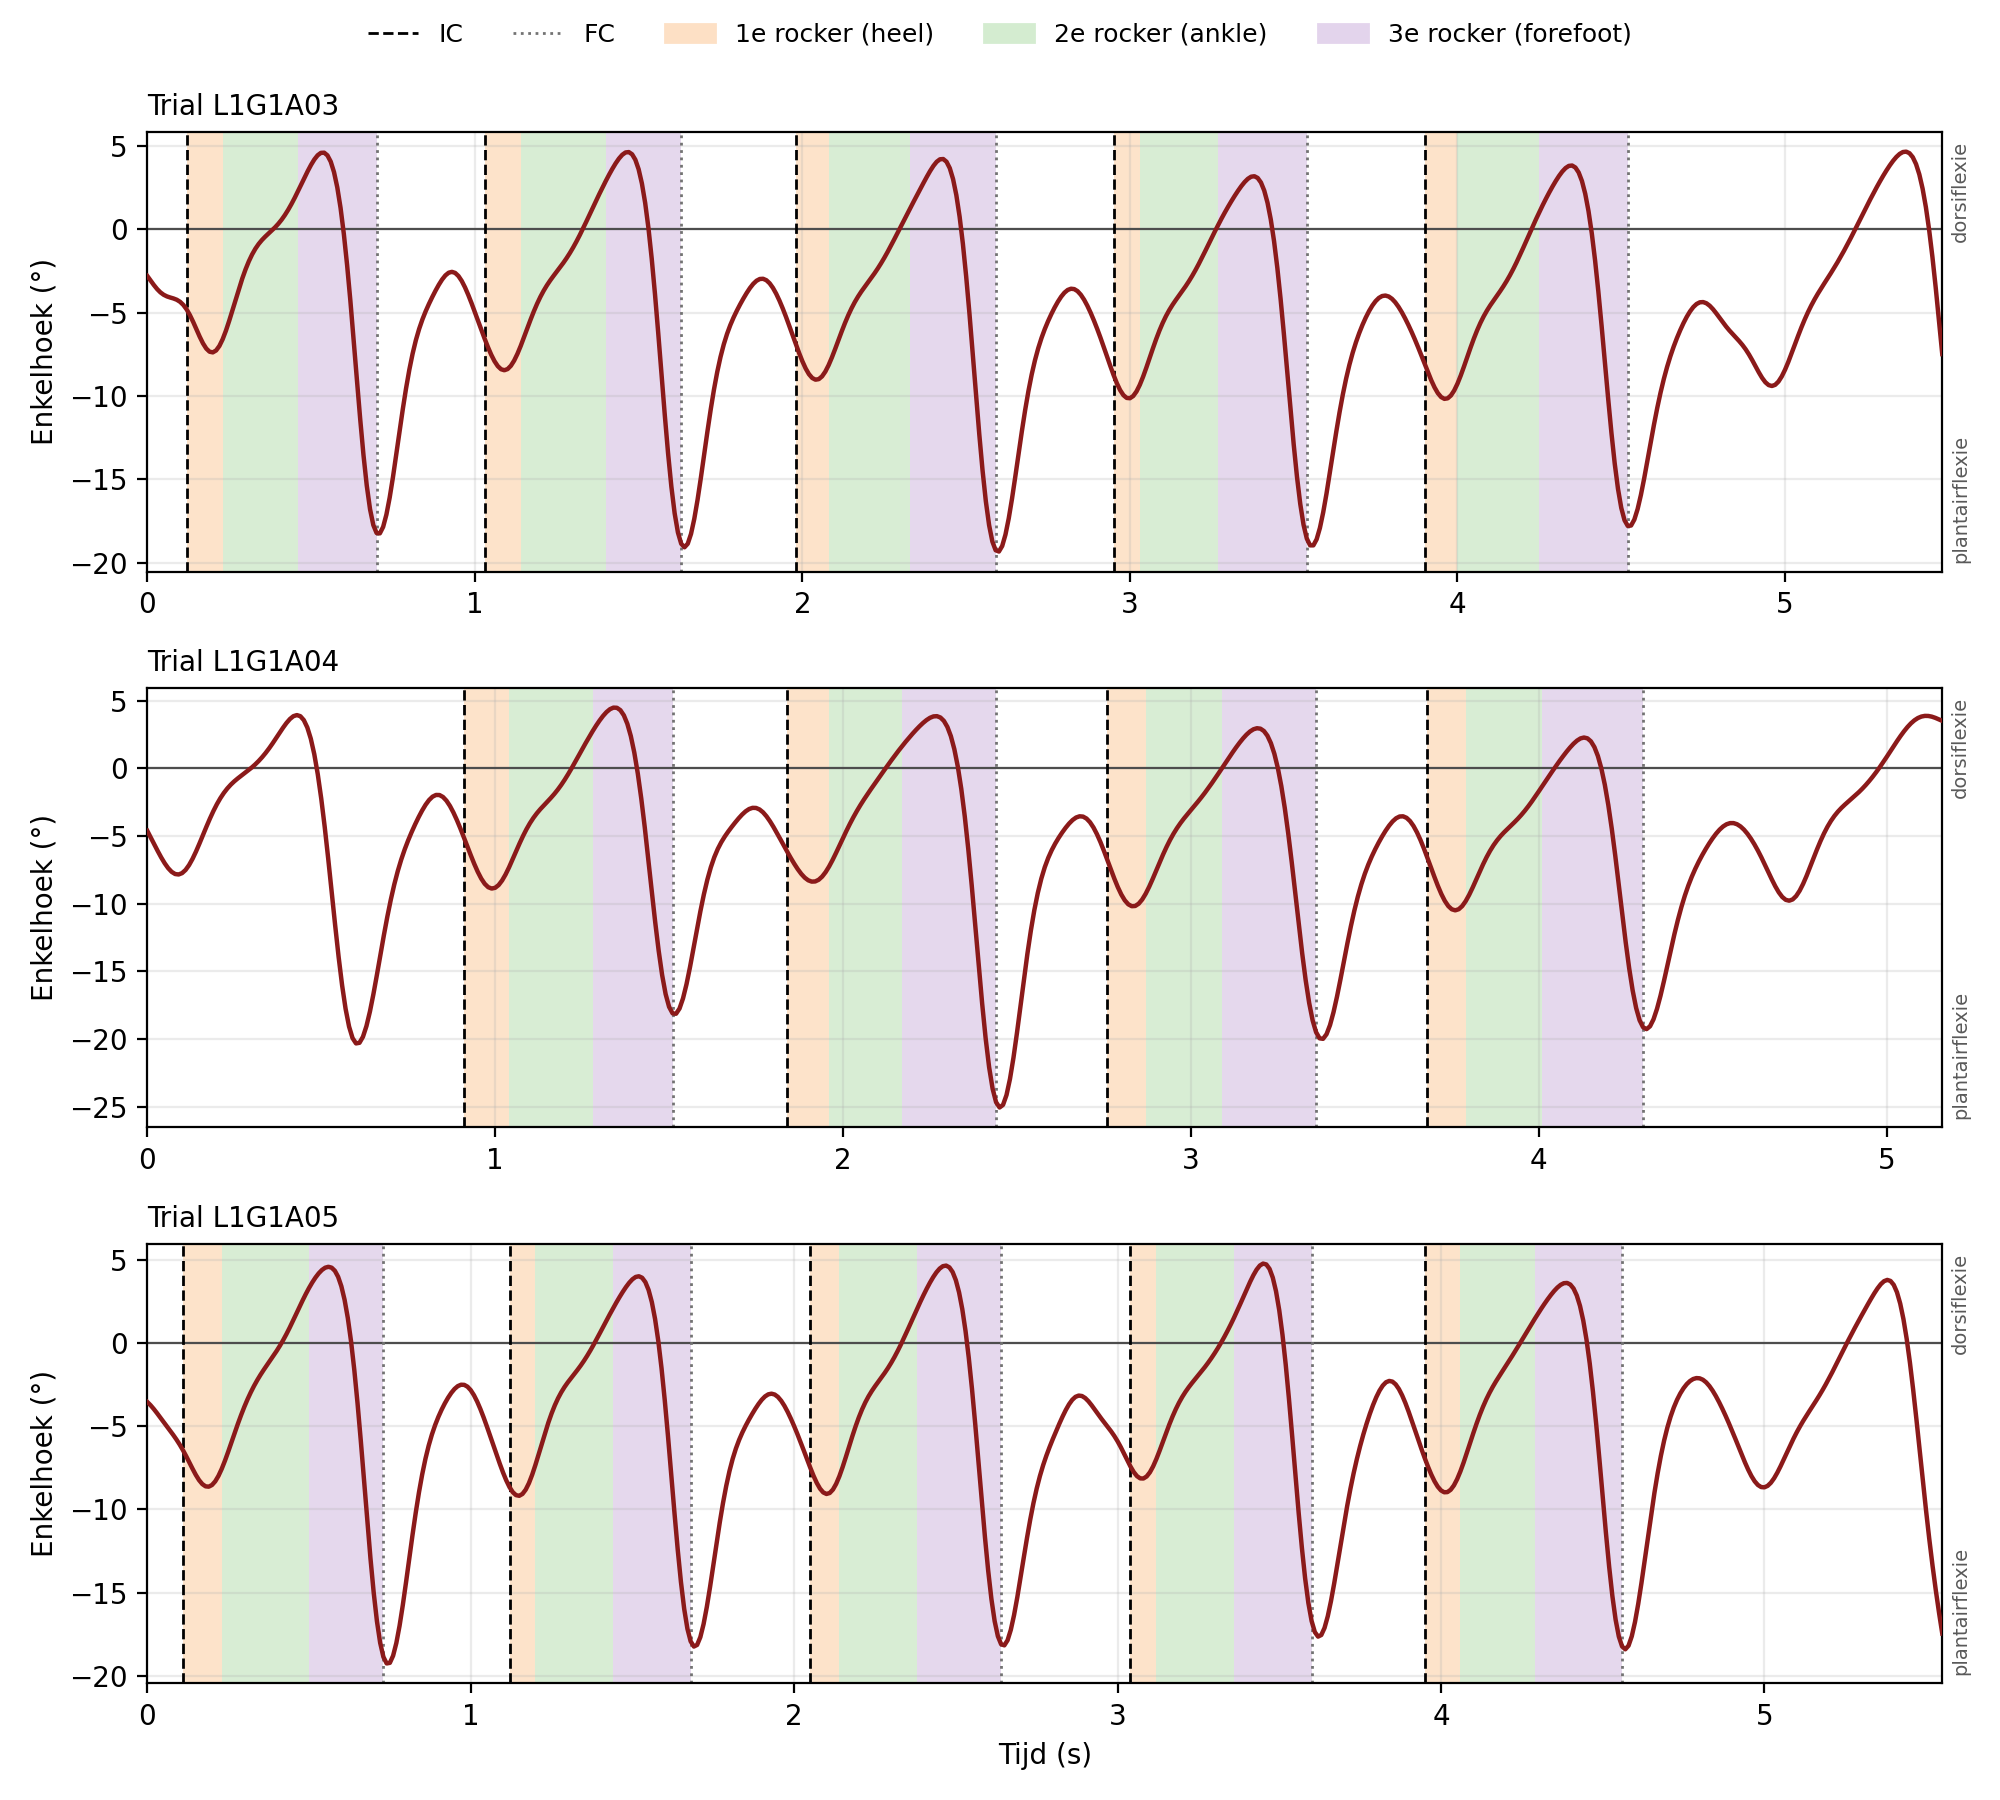 IC FC 1e rocker (heel) 2e rocker (ankle) 3e rocker (forefoot)
Trial L1G1A03
Enkelhoek (°)
5
0
−5
−10
−15
−20
dorsiflexie
plantairflexie
0 1 2 3 4 5
Trial L1G1A04
Enkelhoek (°)
5
0
−5
−10
−15
−20
−25
dorsiflexie
plantairflexie
0 1 2 3 4 5
Trial L1G1A05
Enkelhoek (°)
5
0
−5
−10
−15
−20
dorsiflexie
plantairflexie
0 1 2 3 4 5
Tijd (s)